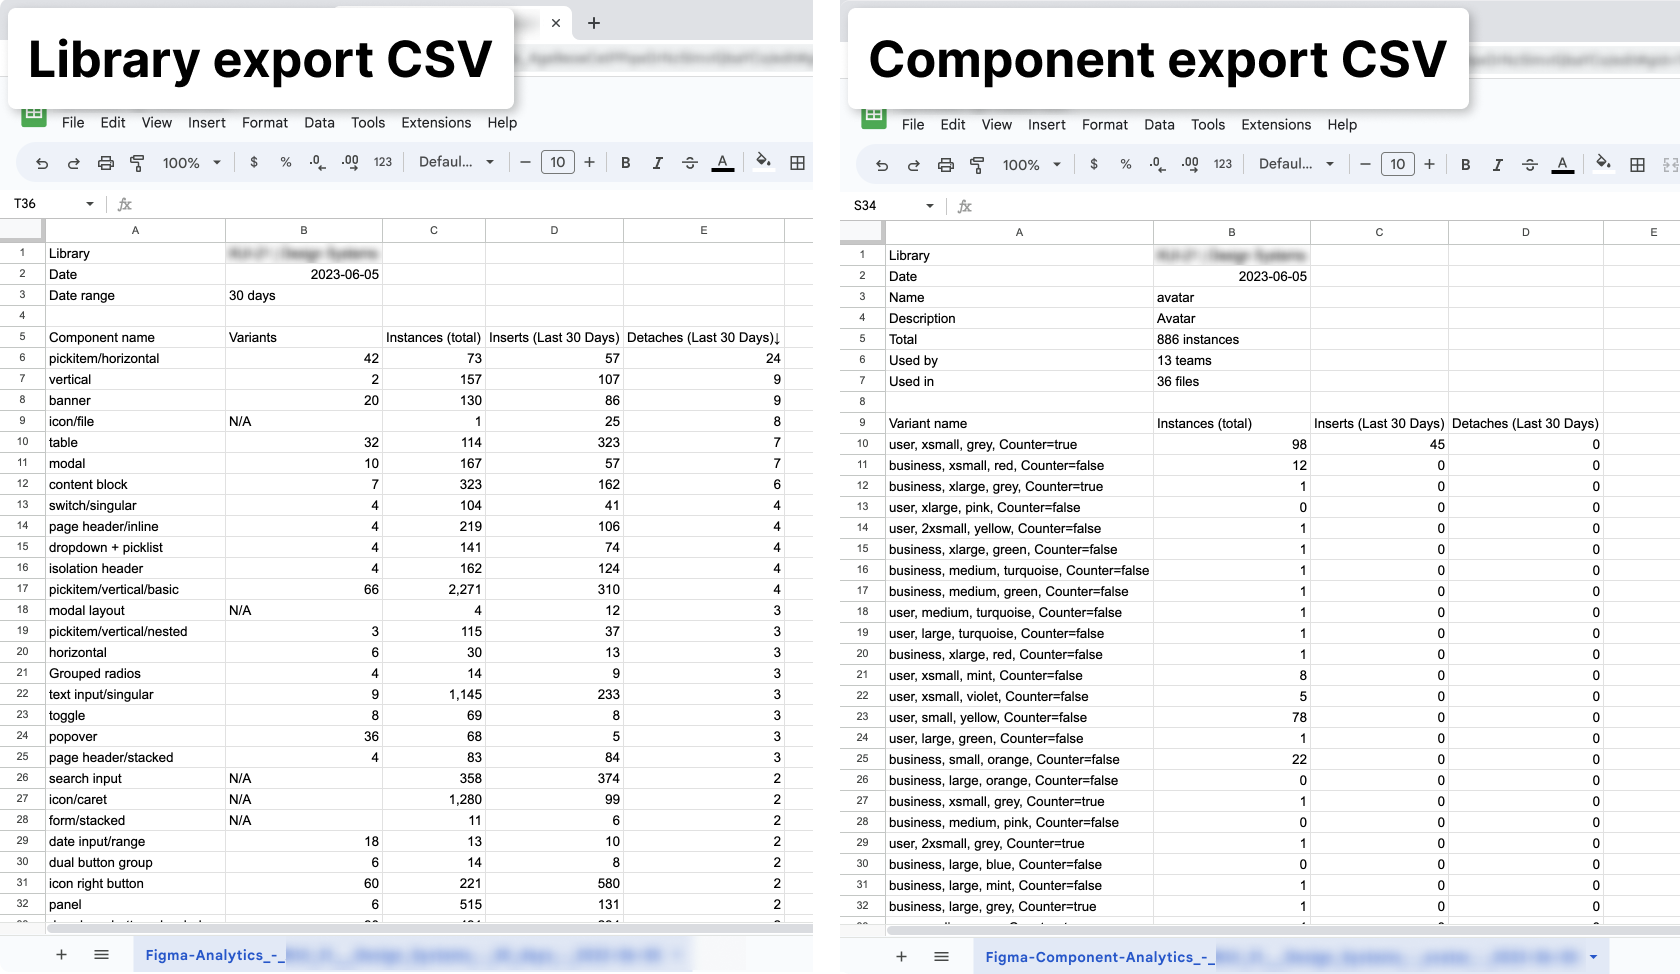 Library export CSV
File Edit View Insert Format Data Tools Extensions Help
100% $ % .0 .00 123 Defaul... − 10 + B I A
T36 fx
A B C D E
1 Library
2 Date 2023-06-05
3 Date range 30 days
4
5 Component name Variants Instances (total) Inserts (Last 30 Days) Detaches (Last 30 Days)↓
6 pickitem/horizontal 42 73 57 24
7 vertical 2 157 107 9
8 banner 20 130 86 9
9 icon/file N/A 1 25 8
10 table 32 114 323 7
11 modal 10 167 57 7
12 content block 7 323 162 6
13 switch/singular 4 104 41 4
14 page header/inline 4 219 106 4
15 dropdown + picklist 4 141 74 4
16 isolation header 4 162 124 4
17 pickitem/vertical/basic 66 2,271 310 4
18 modal layout N/A 4 12 3
19 pickitem/vertical/nested 3 115 37 3
20 horizontal 6 30 13 3
21 Grouped radios 4 14 9 3
22 text input/singular 9 1,145 233 3
23 toggle 8 69 8 3
24 popover 36 68 5 3
25 page header/stacked 4 83 84 3
26 search input N/A 358 374 2
27 icon/caret N/A 1,280 99 2
28 form/stacked N/A 11 6 2
29 date input/range 18 13 10 2
30 dual button group 6 14 8 2
31 icon right button 60 221 580 2
32 panel 6 515 131 2
Figma-Analytics_-_
Component export CSV
File Edit View Insert Format Data Tools Extensions Help
100% $ % .0 .00 123 Defaul... − 10 + B I A
S34 fx
A B C D E
1 Library
2 Date 2023-06-05
3 Name avatar
4 Description Avatar
5 Total 886 instances
6 Used by 13 teams
7 Used in 36 files
8
9 Variant name Instances (total) Inserts (Last 30 Days) Detaches (Last 30 Days)
10 user, xsmall, grey, Counter=true 98 45 0
11 business, xsmall, red, Counter=false 12 0 0
12 business, xlarge, grey, Counter=true 1 0 0
13 user, xlarge, pink, Counter=false 0 0 0
14 user, 2xsmall, yellow, Counter=false 1 0 0
15 business, xlarge, green, Counter=false 1 0 0
16 business, medium, turquoise, Counter=false 1 0 0
17 business, medium, green, Counter=false 1 0 0
18 user, medium, turquoise, Counter=false 1 0 0
19 user, large, turquoise, Counter=false 1 0 0
20 business, xlarge, red, Counter=false 1 0 0
21 user, xsmall, mint, Counter=false 8 0 0
22 user, xsmall, violet, Counter=false 5 0 0
23 user, small, yellow, Counter=false 78 0 0
24 user, large, green, Counter=false 1 0 0
25 business, small, orange, Counter=false 22 0 0
26 business, large, orange, Counter=false 0 0 0
27 business, xsmall, grey, Counter=true 1 0 0
28 business, medium, pink, Counter=false 0 0 0
29 user, 2xsmall, grey, Counter=true 1 0 0
30 business, large, blue, Counter=false 0 0 0
31 business, large, mint, Counter=false 1 0 0
32 business, large, grey, Counter=true 1 0 0
Figma-Component-Analytics_-_